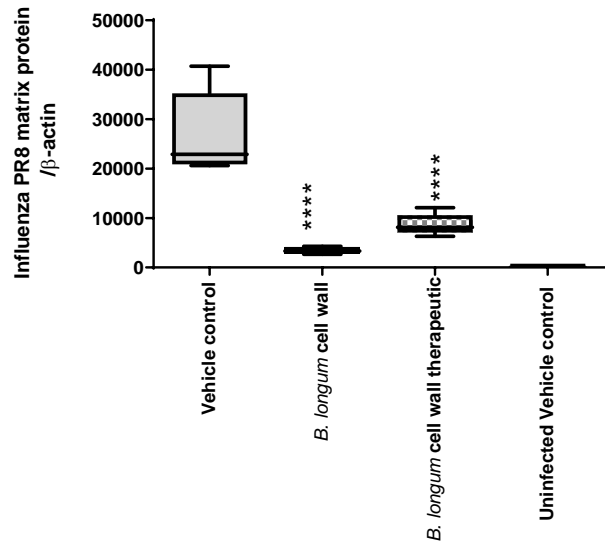 Influenza PR8 matrix protein
/β-actin
50000
40000
30000
20000
10000
0
****
****
Vehicle control
B. longum cell wall
B. longum cell wall therapeutic
Uninfected Vehicle control